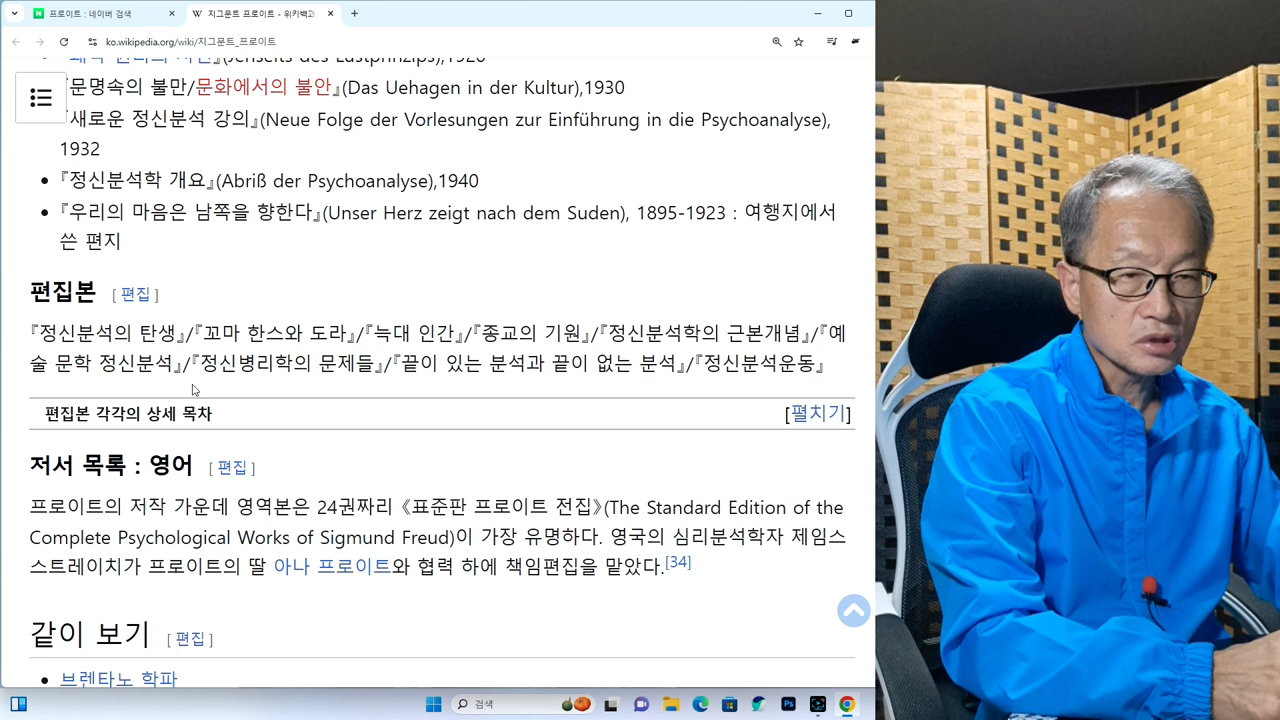 프로이트 : 네이버 검색
지그문트 프로이트 - 위키백과
ko.wikipedia.org/wiki/지그문트_프로이트
(Jenseits des Lustprinzips),1920
『문명속의 불만/문화에서의 불안』(Das Uehagen in der Kultur),1930
『새로운 정신분석 강의』(Neue Folge der Vorlesungen zur Einführung in die Psychoanalyse),
1932
『정신분석학 개요』(Abriß der Psychoanalyse),1940
『우리의 마음은 남쪽을 향한다』(Unser Herz zeigt nach dem Suden), 1895-1923 : 여행지에서
쓴 편지
편집본 [ 편집 ]
『정신분석의 탄생』/『꼬마 한스와 도라』/『늑대 인간』/『종교의 기원』/『정신분석학의 근본개념』/『예
술 문학 정신분석』/『정신병리학의 문제들』/『끝이 있는 분석과 끝이 없는 분석』/『정신분석운동』
편집본 각각의 상세 목차 [펼치기]
저서 목록 : 영어 [ 편집 ]
프로이트의 저작 가운데 영역본은 24권짜리 《표준판 프로이트 전집》(The Standard Edition of the
Complete Psychological Works of Sigmund Freud)이 가장 유명하다. 영국의 심리분석학자 제임스
스트레이치가 프로이트의 딸 아나 프로이트와 협력 하에 책임편집을 맡았다.[34]
같이 보기 [ 편집 ]
브렌타노 학파
검색
Ps